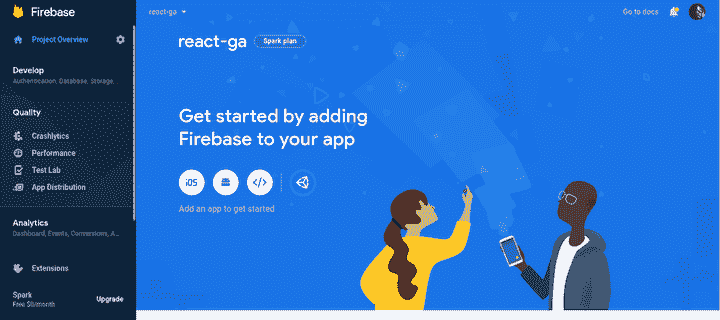 Firebase
Project Overview
Develop
Authentication, Database, Storage,
Quality
Crashlytics
Performance
Test Lab
App Distribution
Analytics
Dashboard, Events, Conversions, A...
Extensions
Spark
Free $0/month
Upgrade
react-ga
Go to docs
react-ga
Spark plan
Get started by adding
Firebase to your app
iOS
</>
Add an app to get started